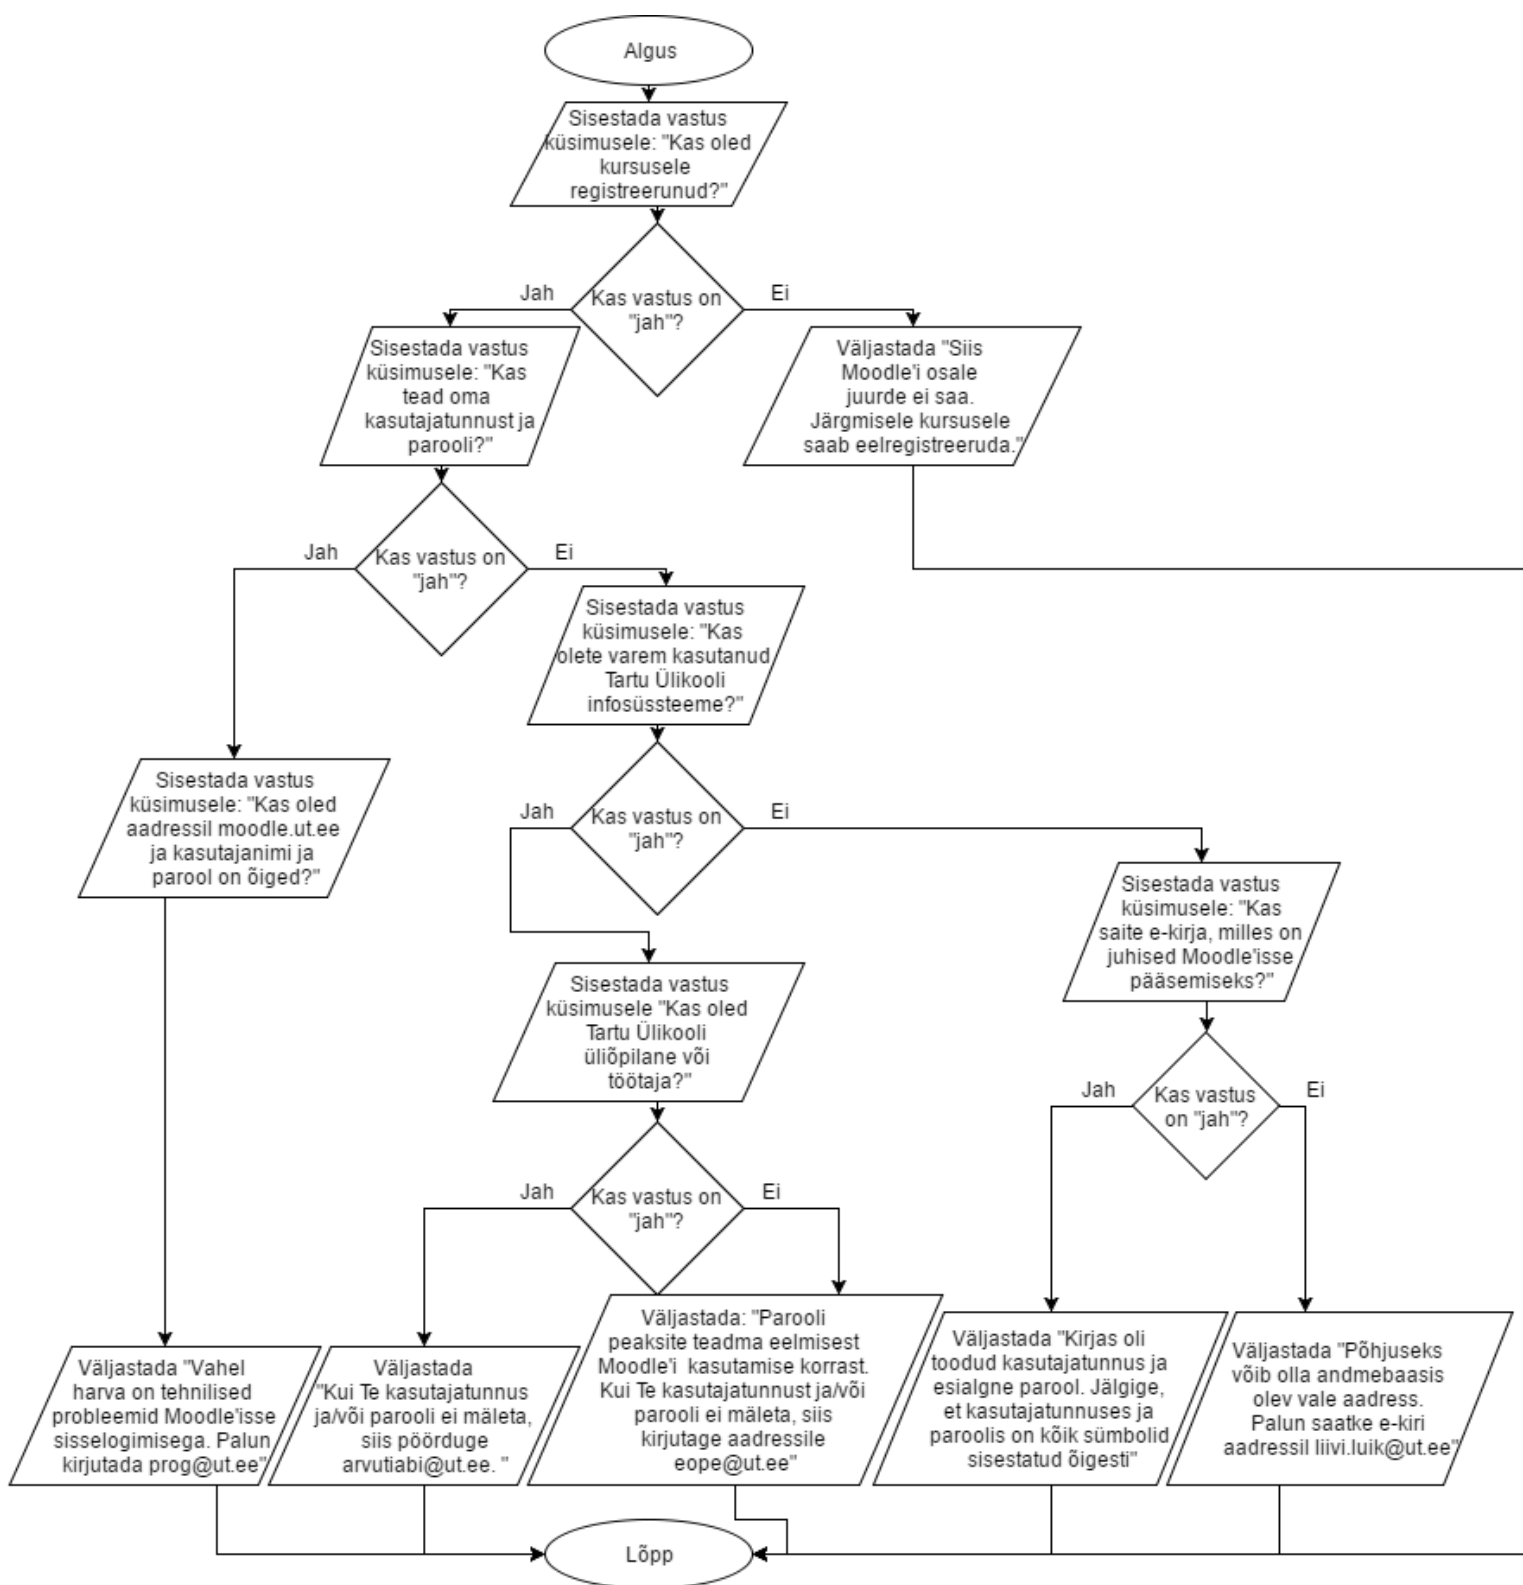 Algus
Sisestada vastus
küsimusele: "Kas oled
kursusele
registreerunud?"
Jah
Kas vastus on
"jah"?
Ei
Sisestada vastus
küsimusele: "Kas
tead oma
kasutajatunnust ja
parooli?"
Väljastada "Siis
Moodle'i osale
juurde ei saa.
Järgmisele kursusele
saab eelregistreeruda."
Jah
Kas vastus on
"jah"?
Ei
Sisestada vastus
küsimusele: "Kas
olete varem kasutanud
Tartu Ülikooli
infosüssteeme?"
Sisestada vastus
küsimusele: "Kas oled
aadressil moodle.ut.ee
ja kasutajanimi ja
parool on õiged?"
Jah
Kas vastus on
"jah"?
Ei
Sisestada vastus
küsimusele: "Kas
saite e-kirja, milles on
juhised Moodle'isse
pääsemiseks?"
Sisestada vastus
küsimusele "Kas oled
Tartu Ülikooli
üliõpilane või
töötaja?"
Jah
Kas vastus
on "jah"?
Ei
Jah
Kas vastus on
"jah"?
Ei
Väljastada "Vahel
harva on tehnilised
probleemid Moodle'isse
sisselogimisega. Palun
kirjutada prog@ut.ee"
Väljastada
"Kui Te kasutajatunnus
ja/või parooli ei mäleta,
siis pöörduge
arvutiabi@ut.ee. "
Väljastada: "Parooli
peaksite teadma eelmisest
Moodle'i kasutamise korrast.
Kui Te kasutajatunnust ja/või
parooli ei mäleta, siis
kirjutage aadressile
eope@ut.ee"
Väljastada "Kirjas oli
toodud kasutajatunnus ja
esialgne parool. Jälgige,
et kasutajatunnuses ja
paroolis on kõik sümbolid
sisestatud õigesti"
Väljastada "Põhjuseks
võib olla andmebaasis
olev vale aadress.
Palun saatke e-kiri
aadressil liivi.luik@ut.ee"
Lõpp